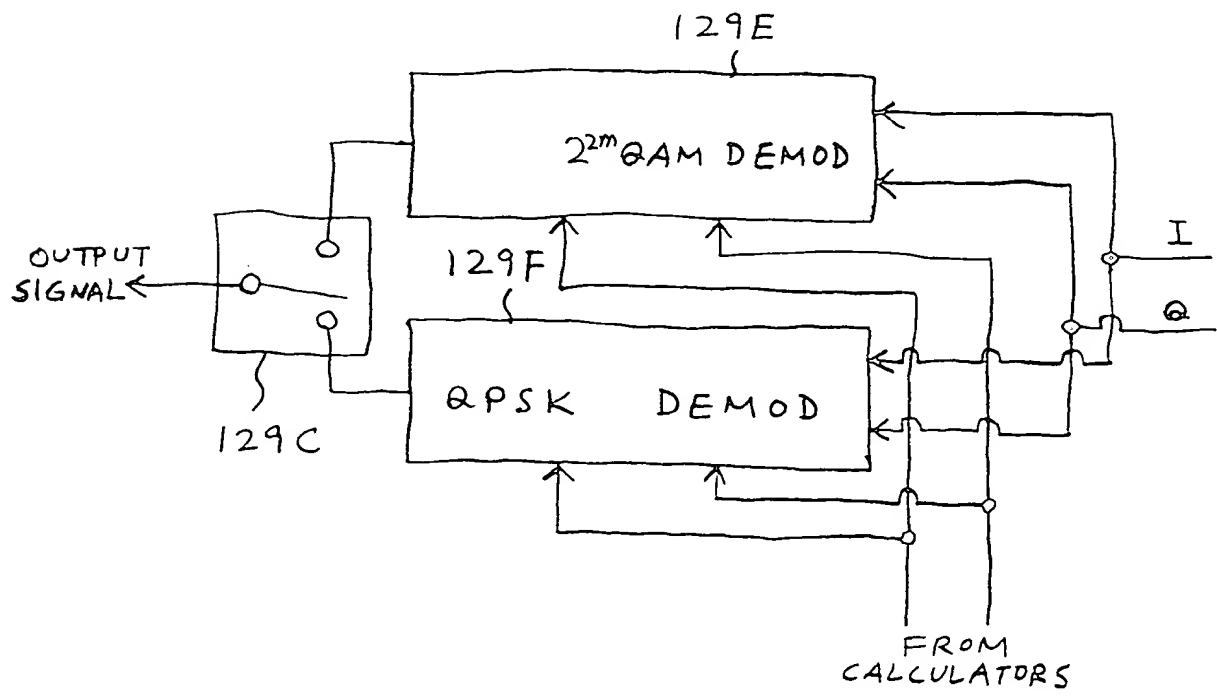 129E
2^2m QAM DEMOD
I
OUTPUT
SIGNAL
129F
Q
QPSK DEMOD
129C
FROM
CALCULATORS